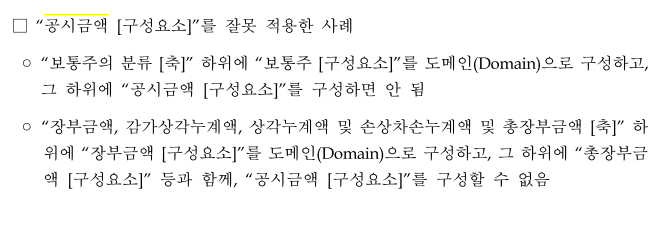 □ “공시금액 [구성요소]”를 잘못 적용한 사례
○ “보통주의 분류 [축]” 하위에 “보통주 [구성요소]”를 도메인(Domain)으로 구성하고,
그 하위에 “공시금액 [구성요소]”를 구성하면 안 됨
○ “장부금액, 감가상각누계액, 상각누계액 및 손상차손누계액 및 총장부금액 [축]” 하
위에 “장부금액 [구성요소]”를 도메인(Domain)으로 구성하고, 그 하위에 “총장부금
액 [구성요소]” 등과 함께, “공시금액 [구성요소]”를 구성할 수 없음